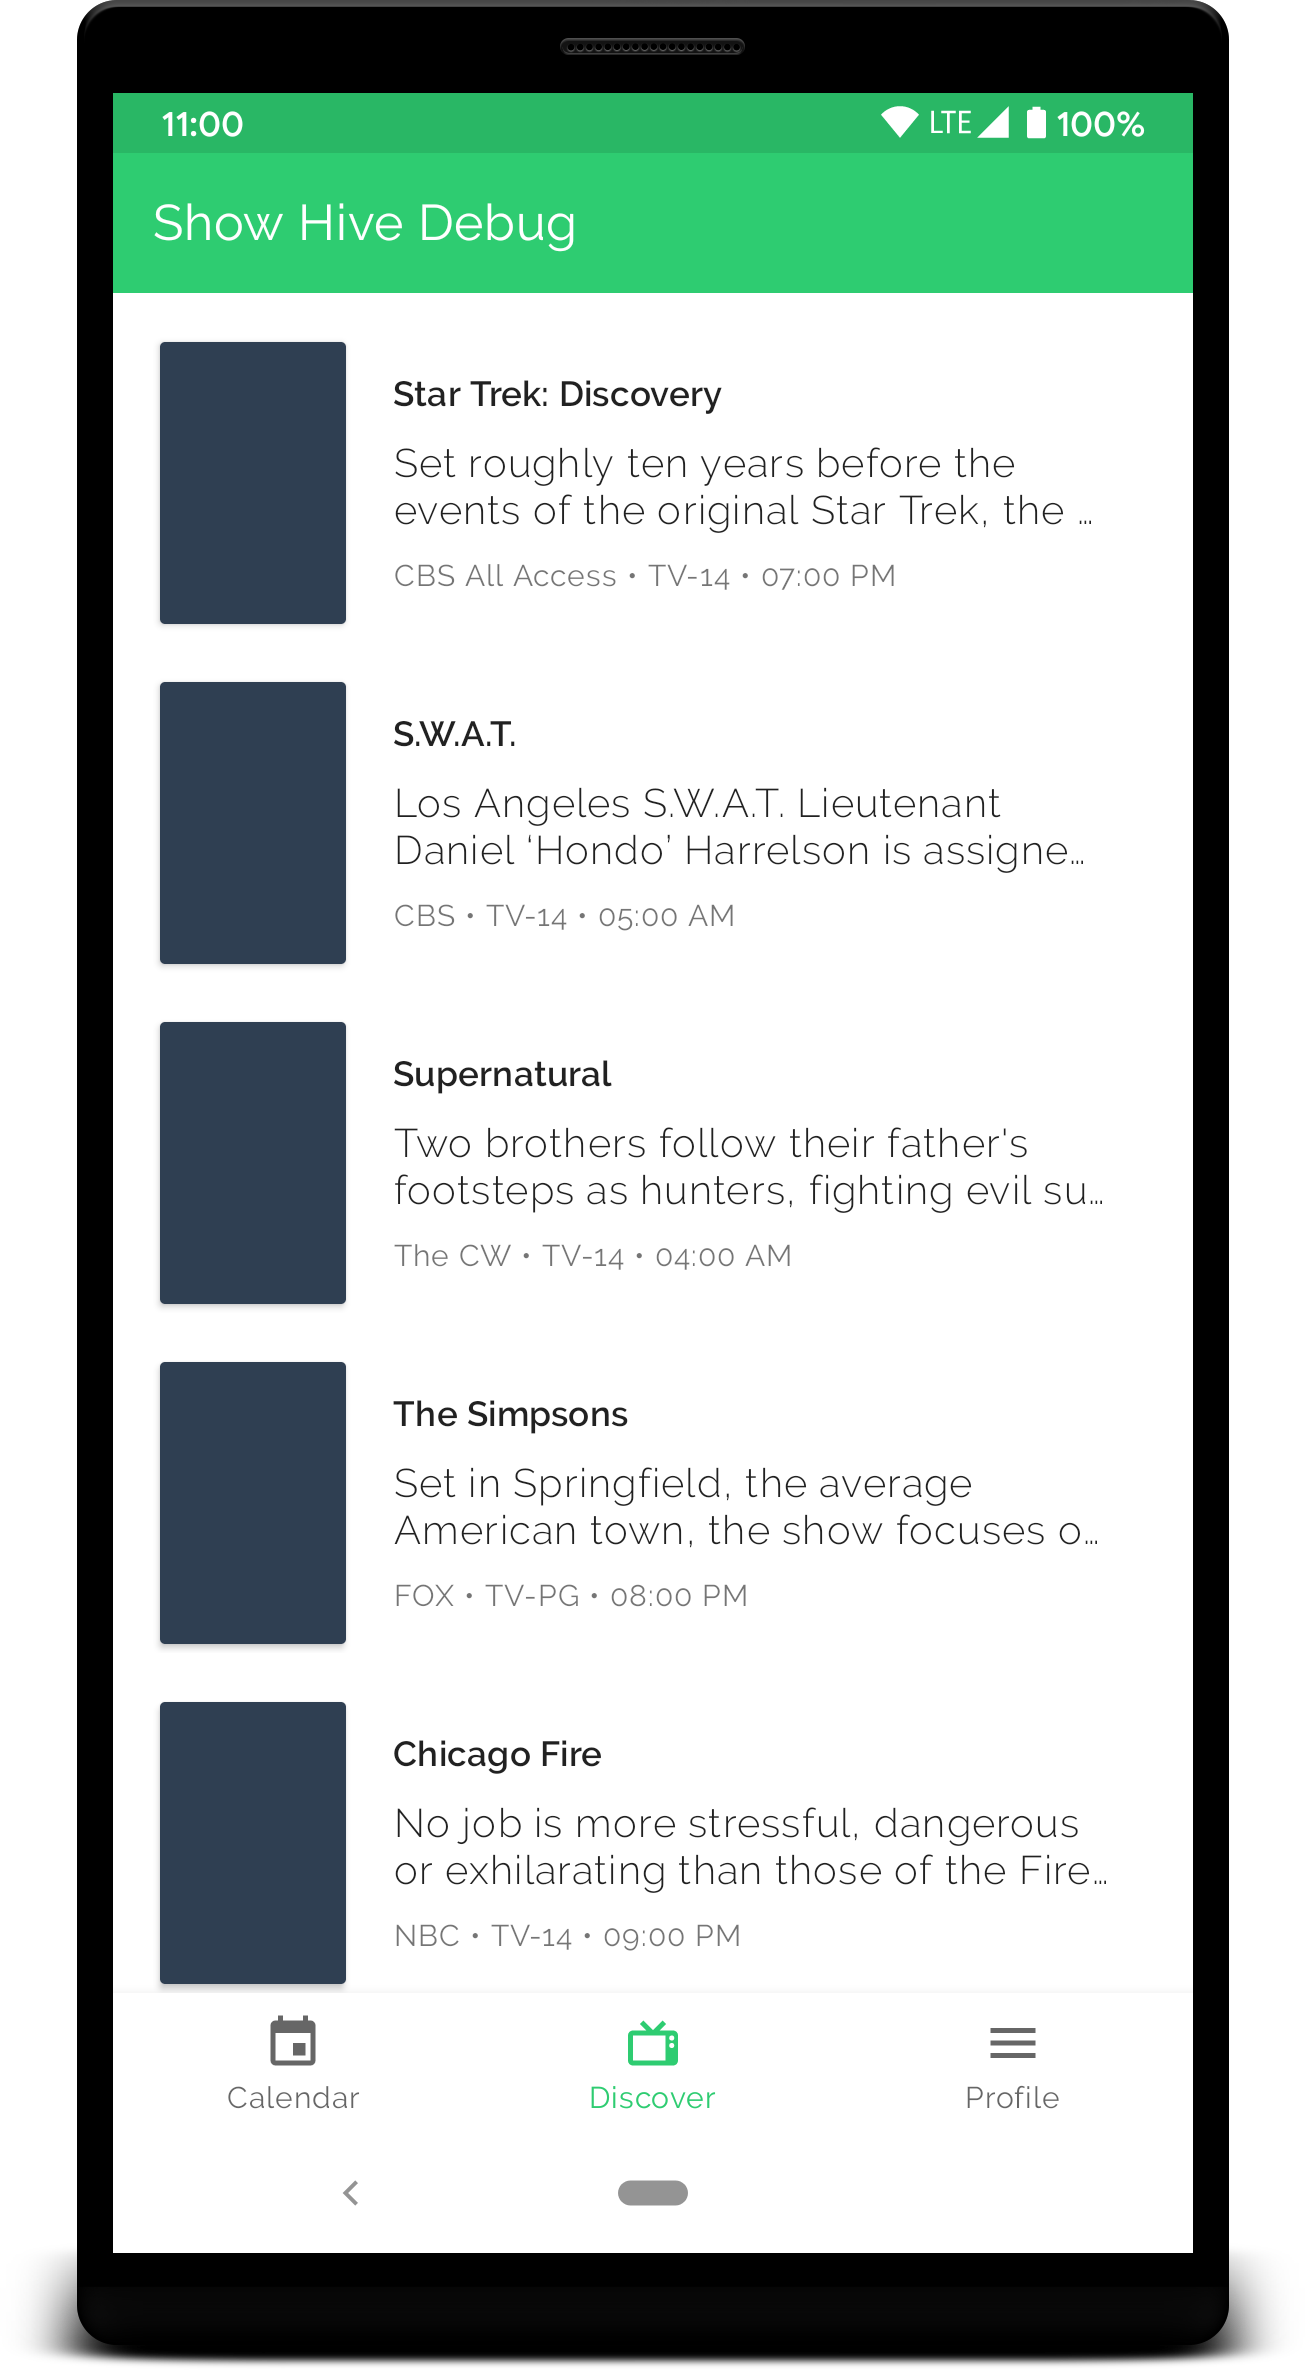 11:00 LTE 100%
Show Hive Debug
Star Trek: Discovery
Set roughly ten years before the
events of the original Star Trek, the …
CBS All Access • TV-14 • 07:00 PM
S.W.A.T.
Los Angeles S.W.A.T. Lieutenant
Daniel ‘Hondo’ Harrelson is assigne…
CBS • TV-14 • 05:00 AM
Supernatural
Two brothers follow their father's
footsteps as hunters, fighting evil su…
The CW • TV-14 • 04:00 AM
The Simpsons
Set in Springfield, the average
American town, the show focuses o…
FOX • TV-PG • 08:00 PM
Chicago Fire
No job is more stressful, dangerous
or exhilarating than those of the Fire…
NBC • TV-14 • 09:00 PM
Calendar Discover Profile